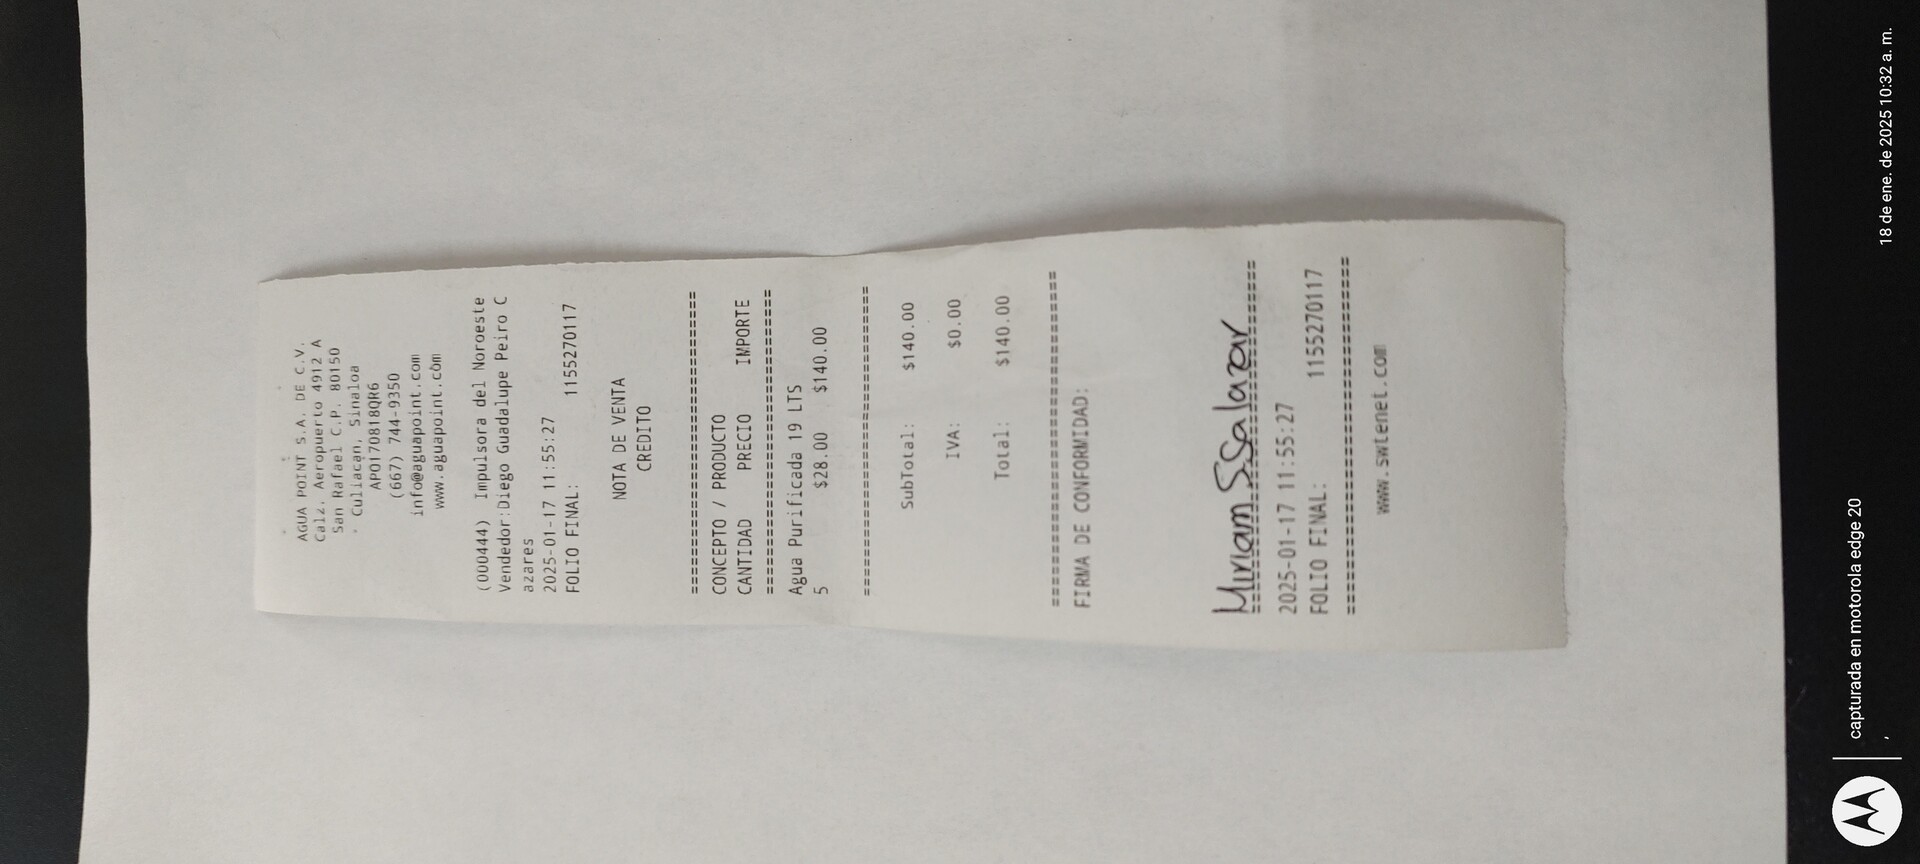 AGUA POINT S.A. DE C.V.
Calz. Aeropuerto 4912 A
San Rafael C.P. 80150
Culiacan, Sinaloa
APO170818QR6
(667) 744-9350
info@aguapoint.com
www.aguapoint.com
(000444) Impulsora del Noroeste
Vendedor:Diego Guadalupe Peiro C
azares
2025-01-17 11:55:27
FOLIO FINAL: 1155270117
NOTA DE VENTA
CREDITO
================================
CONCEPTO / PRODUCTO
CANTIDAD PRECIO IMPORTE
================================
Agua Purificada 19 LTS
5 $28.00 $140.00
================================
SubTotal: $140.00
IVA: $0.00
Total: $140.00
================================
FIRMA DE CONFORMIDAD:
Miriam S Salazar
================================
2025-01-17 11:55:27
FOLIO FINAL: 1155270117
================================
www.swtenet.com
capturada en motorola edge 20
,
18 de ene. de 2025 10:32 a. m.